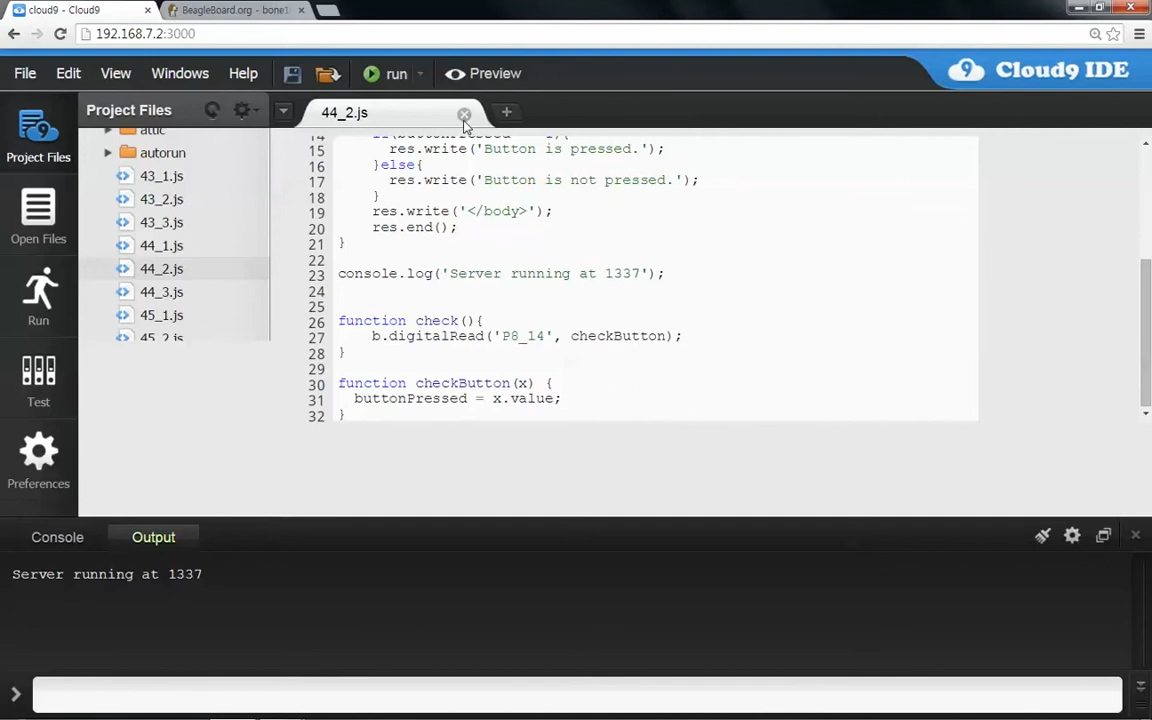 cloud9 - Cloud9
BeagleBoard.org - bone1
192.168.7.2:3000
File Edit View Windows Help run Preview
Cloud9 IDE
Project Files
44_2.js
Project Files
Open Files
Run
Test
Preferences
attic
autorun
43_1.js
43_2.js
43_3.js
44_1.js
44_2.js
44_3.js
45_1.js
45_2.js
14
15 res.write('Button is pressed.');
16 }else{
17 res.write('Button is not pressed.');
18 }
19 res.write('</body>');
20 res.end();
21 }
22
23 console.log('Server running at 1337');
24
25
26 function check(){
27 b.digitalRead('P8_14', checkButton);
28 }
29
30 function checkButton(x) {
31 buttonPressed = x.value;
32 }
Console Output
Server running at 1337